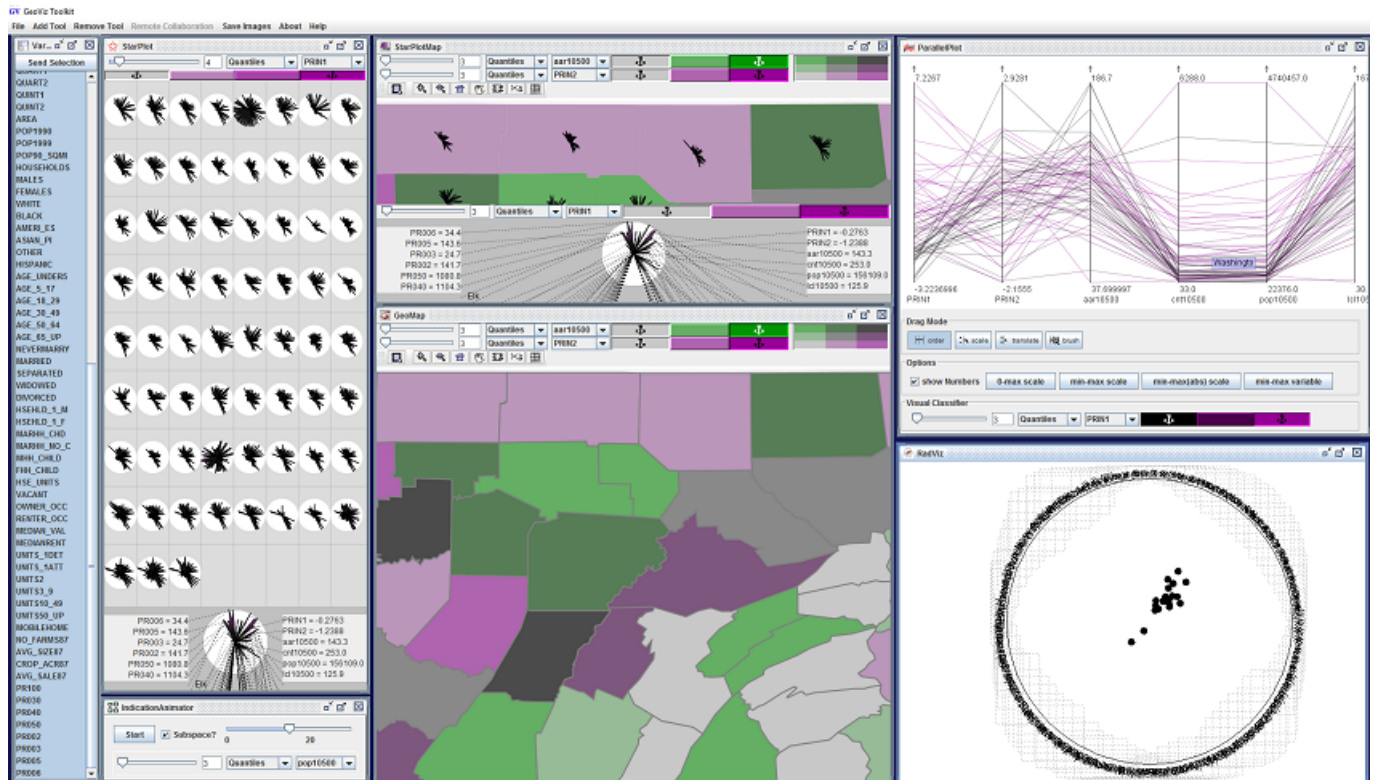 GV GeoViz Toolkit
File Add Tool Remove Tool Remote Collaboration Save Images About Help
Var...
Send Selection
QUART2
QUINT1
QUINT2
AREA
POP1990
POP1999
POP90_SQMI
HOUSEHOLDS
MALES
FEMALES
WHITE
BLACK
AMERI_ES
ASIAN_PI
OTHER
HISPANIC
AGE_UNDER5
AGE_5_17
AGE_18_29
AGE_30_49
AGE_50_64
AGE_65_UP
NEVERMARRY
MARRIED
SEPARATED
WIDOWED
DIVORCED
HSEHLD_1_M
HSEHLD_1_F
MARHH_CHD
MARHH_NO_C
MHH_CHILD
FHH_CHILD
HSE_UNITS
VACANT
OWNER_OCC
RENTER_OCC
MEDIAN_VAL
MEDIANRENT
UNITS_1DET
UNITS_1ATT
UNITS2
UNITS3_9
UNITS10_49
UNITS50_UP
MOBILEHOME
NO_FARMS87
AVG_SIZE87
CROP_ACR87
AVG_SALE87
PR100
PR030
PR040
PR050
PR002
PR003
PR005
PR006
StarPlot
4 Quantiles PRIN1
PR006 = 34.4
PR005 = 143.6
PR003 = 24.7
PR002 = 141.7
PR050 = 1080.8
PR040 = 1104.3
Elk
PRIN1 = -0.2763
PRIN2 = -1.2388
aar10500 = 143.3
cnt10500 = 253.0
pop10500 = 156109.0
ld10500 = 125.9
IndicationAnimator
Start Subspace? 0 20
3 Quantiles pop10500
StarPlotMap
3 Quantiles aar10500
3 Quantiles PRIN2
3 Quantiles PRIN1
PR006 = 34.4
PR005 = 143.6
PR003 = 24.7
PR002 = 141.7
PR050 = 1080.8
PR040 = 1104.3
Elk
PRIN1 = -0.2763
PRIN2 = -1.2388
aar10500 = 143.3
cnt10500 = 253.0
pop10500 = 156109.0
ld10500 = 125.9
GeoMap
3 Quantiles aar10500
3 Quantiles PRIN2
ParallelPlot
7.2287 2.9281 186.7 6288.0 4740457.0
Washingto
-3.2236996 -2.1555 37.699997 33.0 22376.0 30.
PRIN1 PRIN2 aar10500 cnt10500 pop10500
Drag Mode
order scale translate brush
Options
show Numbers 0-max scale min-max scale min-max(abs) scale min-max variable
Visual Classifier
3 Quantiles PRIN1
RadViz